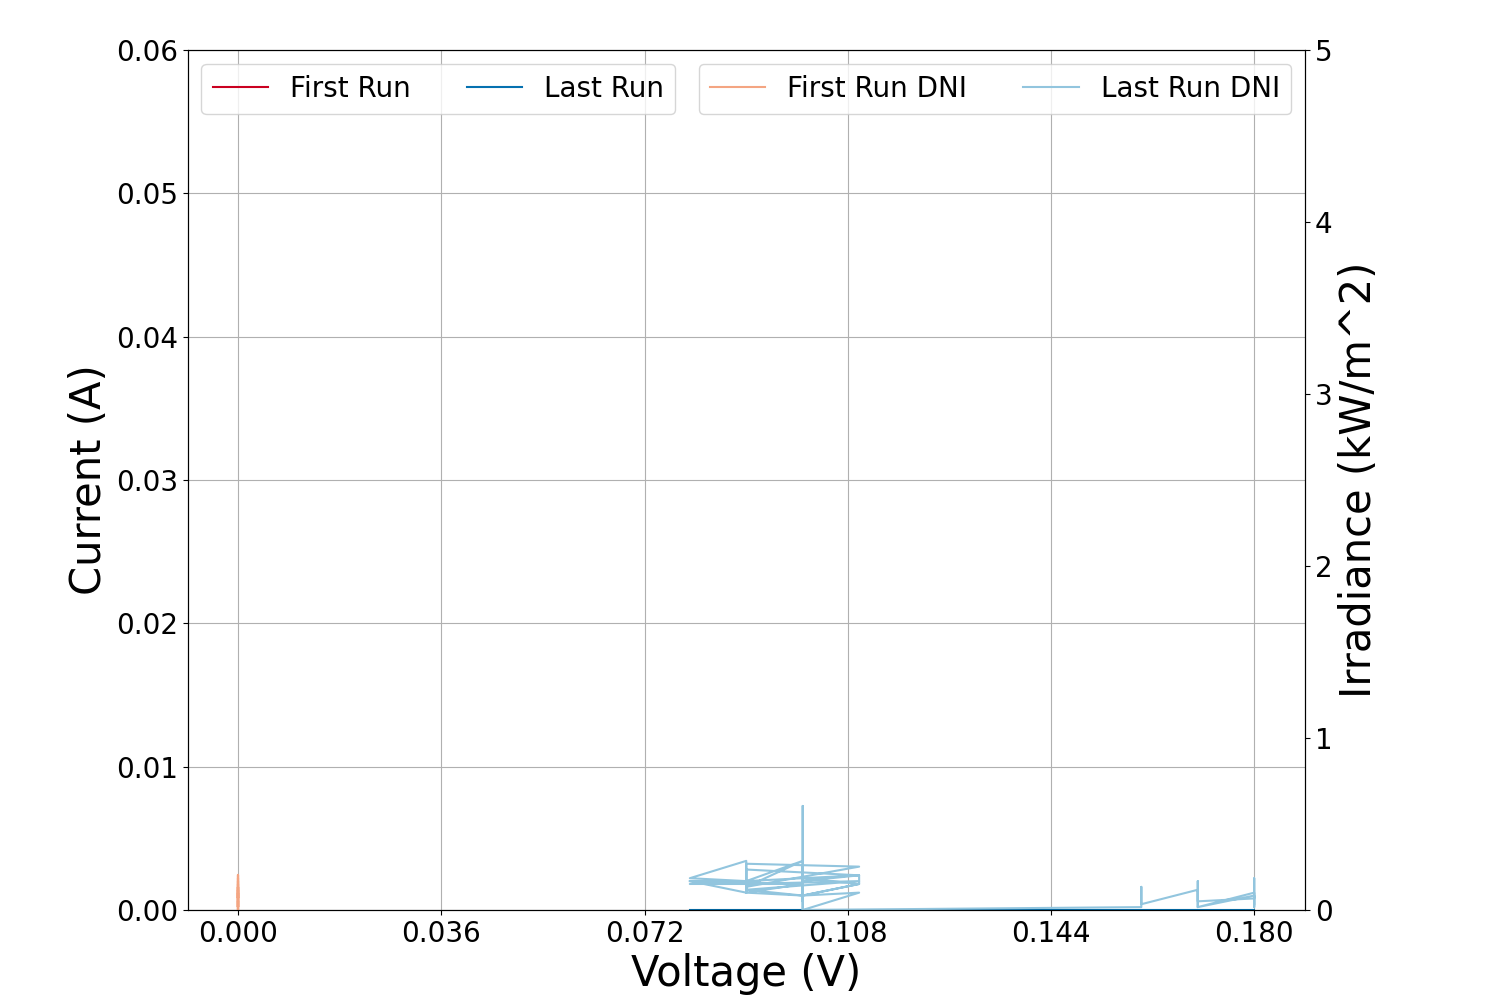 First Run
Last Run
First Run DNI
Last Run DNI
Current (A)
0.06
0.05
0.04
0.03
0.02
0.01
0.00
0.000
0.036
0.072
0.108
0.144
0.180
Voltage (V)
5
4
3
2
1
0
Irradiance (kW/m^2)